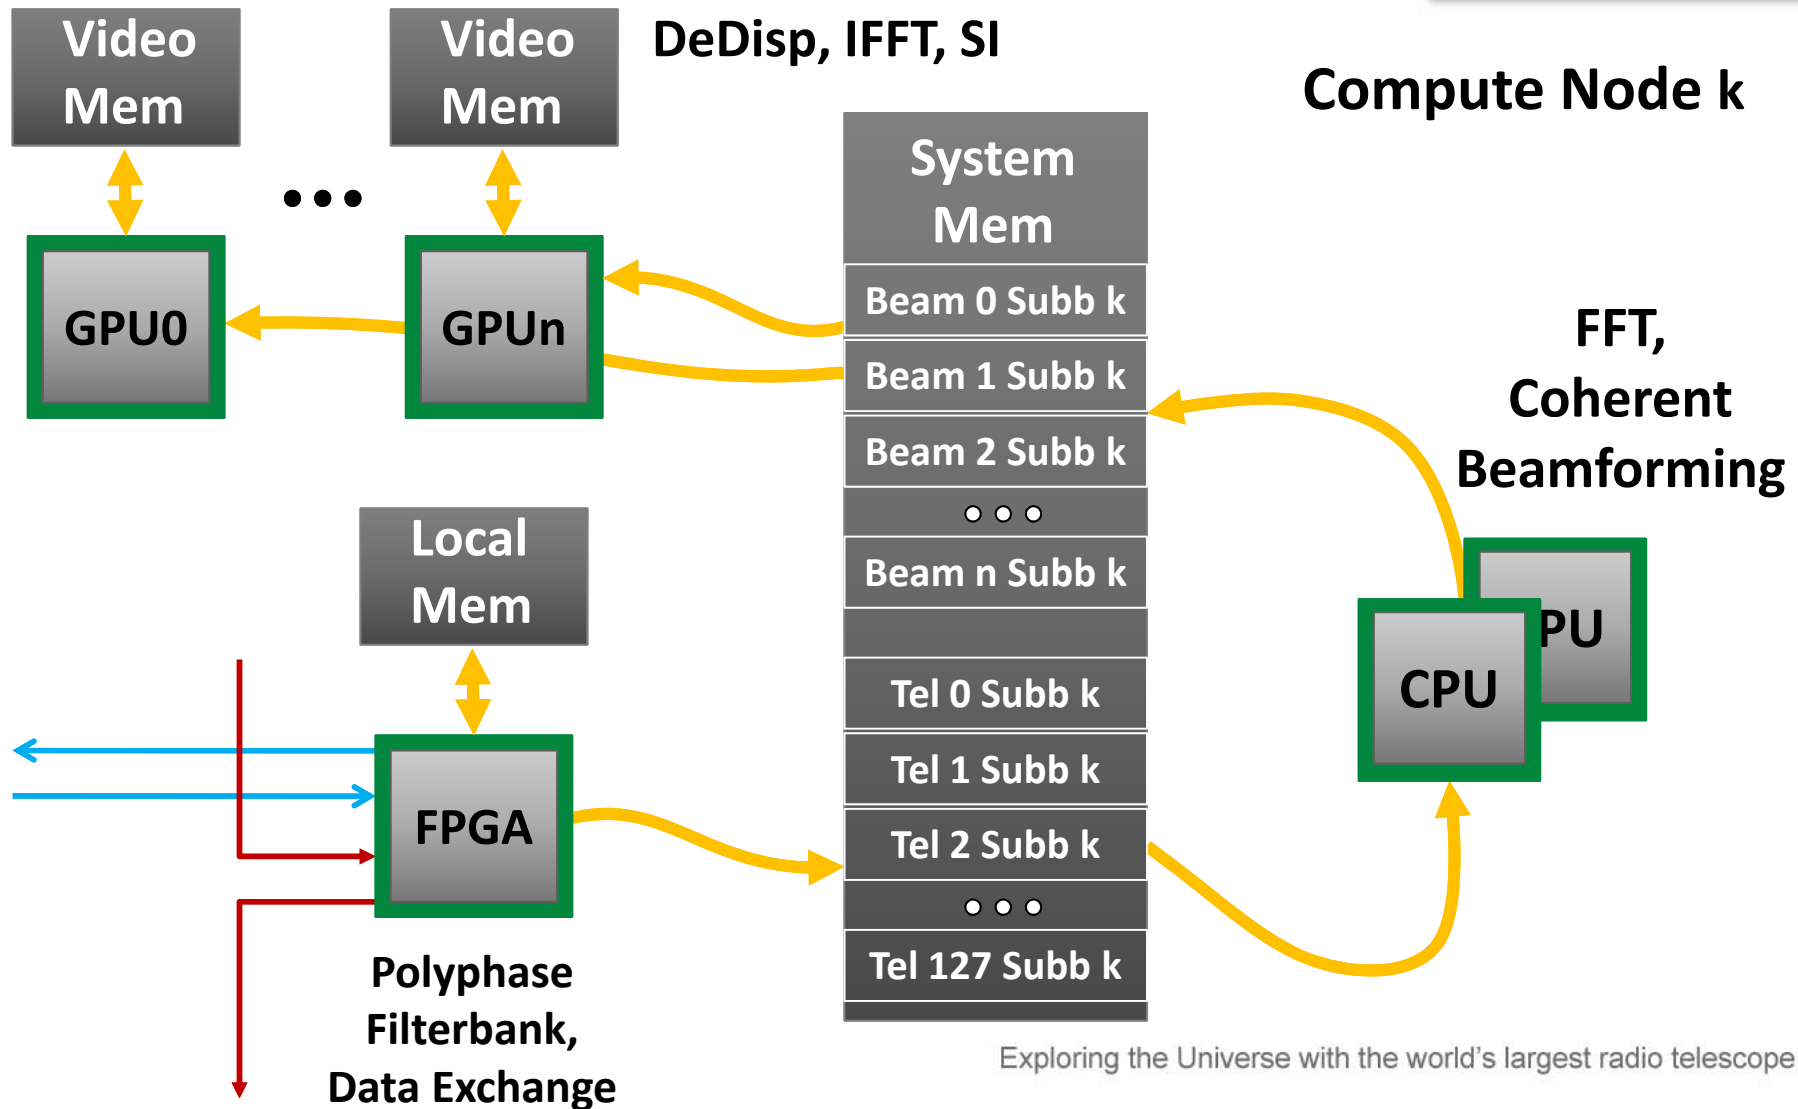 Video
Mem
Video
Mem
DeDisp, IFFT, SI
Compute Node k
System
Mem
Beam 0 Subb k
Beam 1 Subb k
Beam 2 Subb k
Beam n Subb k
Tel 0 Subb k
Tel 1 Subb k
Tel 2 Subb k
Tel 127 Subb k
GPU0
GPUn
FFT,
Coherent
Beamforming
PU
CPU
Local
Mem
FPGA
Polyphase
Filterbank,
Data Exchange
Exploring the Universe with the world's largest radio telescope